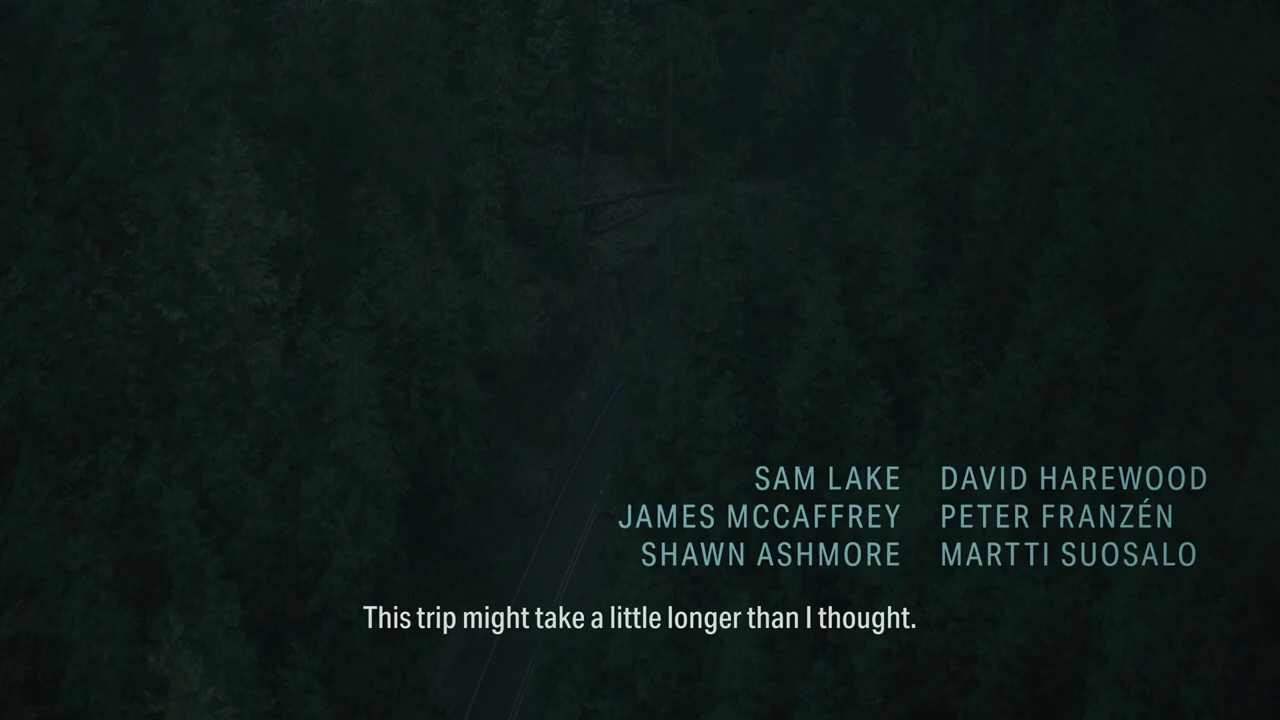 SAM LAKE DAVID HAREWOOD
JAMES MCCAFFREY PETER FRANZÉN
SHAWN ASHMORE MARTTI SUOSALO
This trip might take a little longer than I thought.